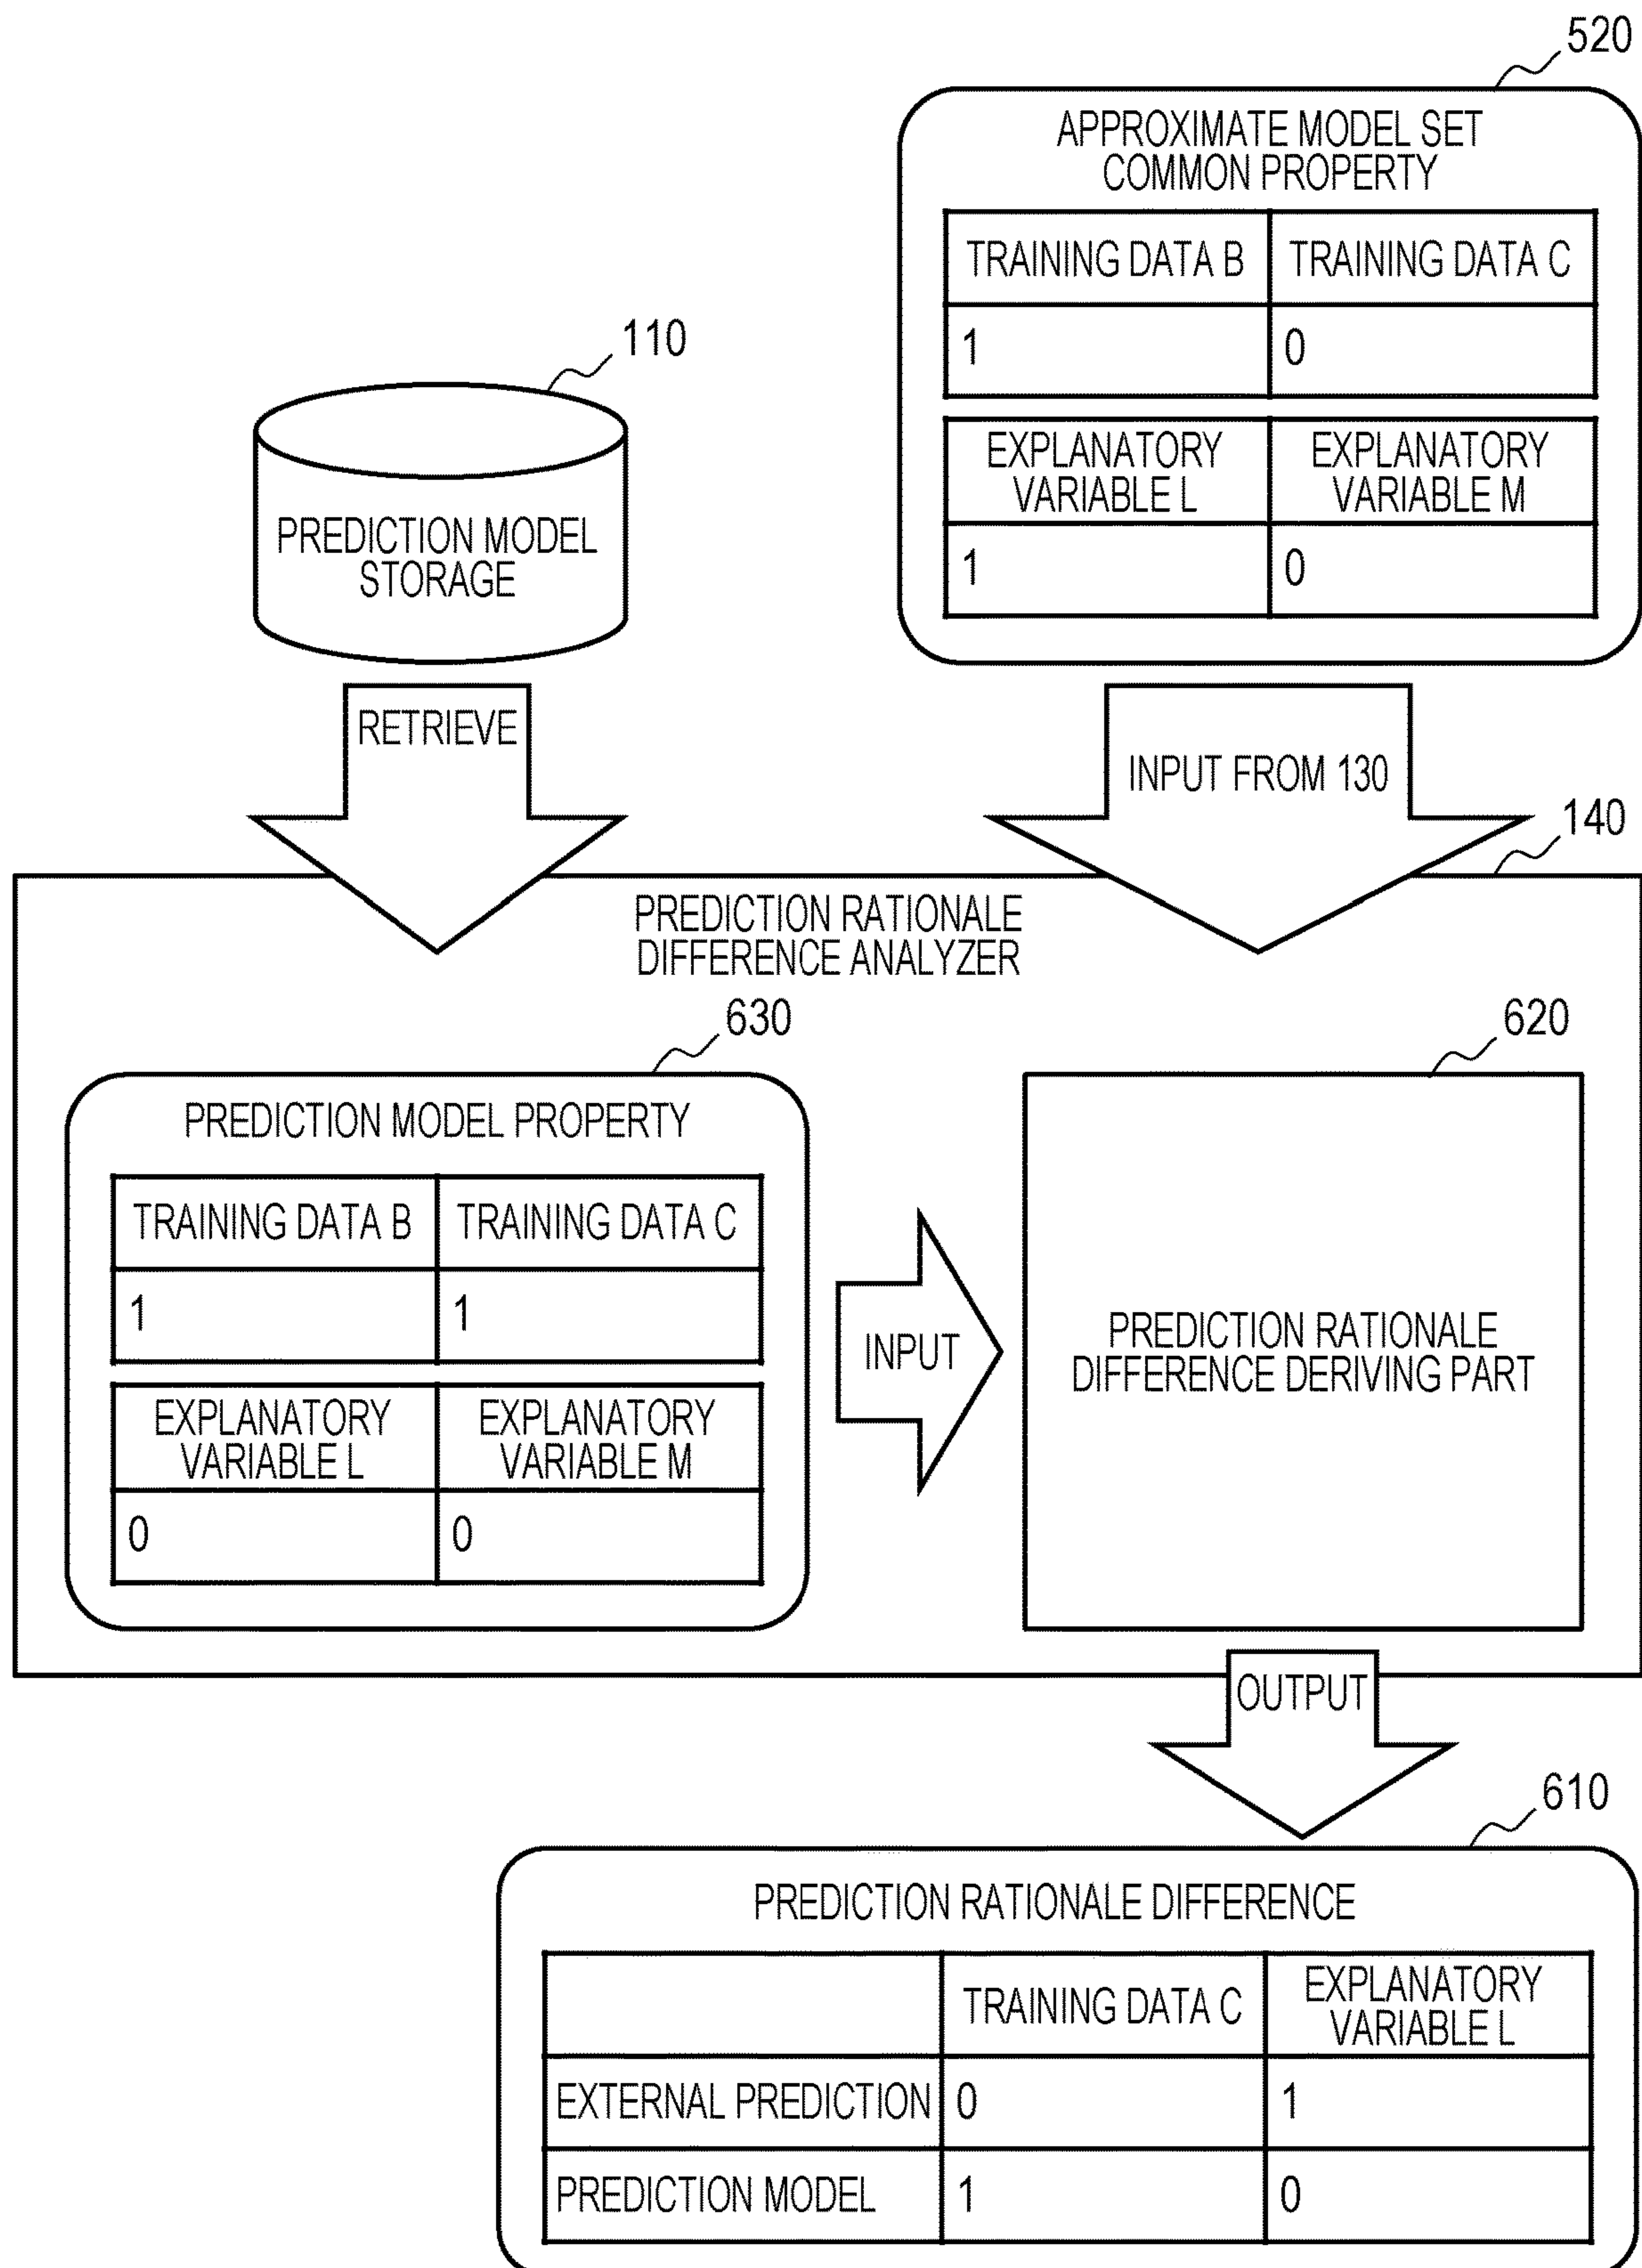 520
APPROXIMATE MODEL SET
COMMON PROPERTY
TRAINING DATA B
TRAINING DATA C
1
0
EXPLANATORY
VARIABLE L
EXPLANATORY
VARIABLE M
1
0
110
PREDICTION MODEL
STORAGE
RETRIEVE
INPUT FROM 130
140
PREDICTION RATIONALE
DIFFERENCE ANALYZER
630
PREDICTION MODEL PROPERTY
TRAINING DATA B
TRAINING DATA C
1
1
EXPLANATORY
VARIABLE L
EXPLANATORY
VARIABLE M
0
0
INPUT
620
PREDICTION RATIONALE
DIFFERENCE DERIVING PART
OUTPUT
610
PREDICTION RATIONALE DIFFERENCE
TRAINING DATA C
EXPLANATORY
VARIABLE L
EXTERNAL PREDICTION
0
1
PREDICTION MODEL
1
0